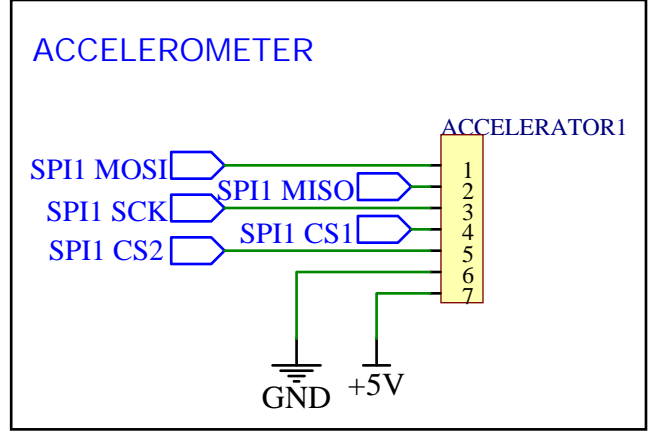 ACCELEROMETER
ACCELERATOR1
SPI1 MOSI
1
SPI1 MISO
2
SPI1 SCK
3
SPI1 CS1
4
SPI1 CS2
5
6
7
GND
+5V